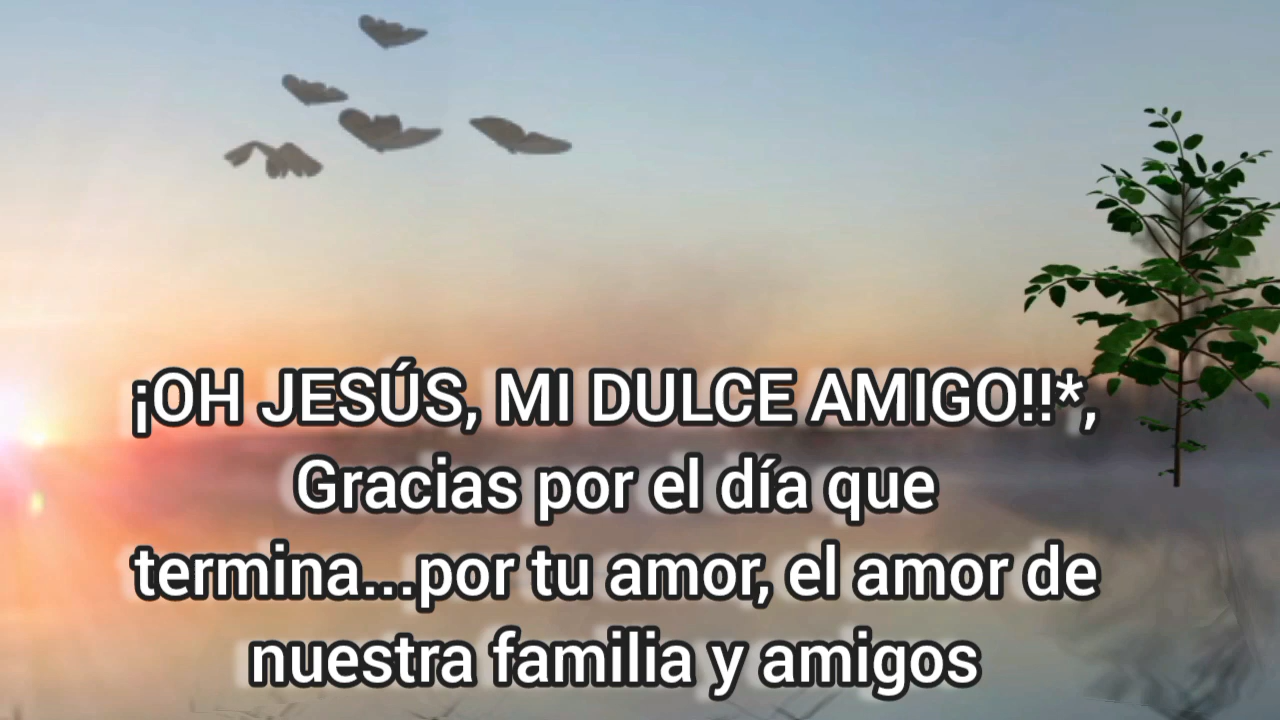 ¡OH JESÚS, MI DULCE AMIGO!!*,
Gracias por el día que
termina...por tu amor, el amor de
nuestra familia y amigos